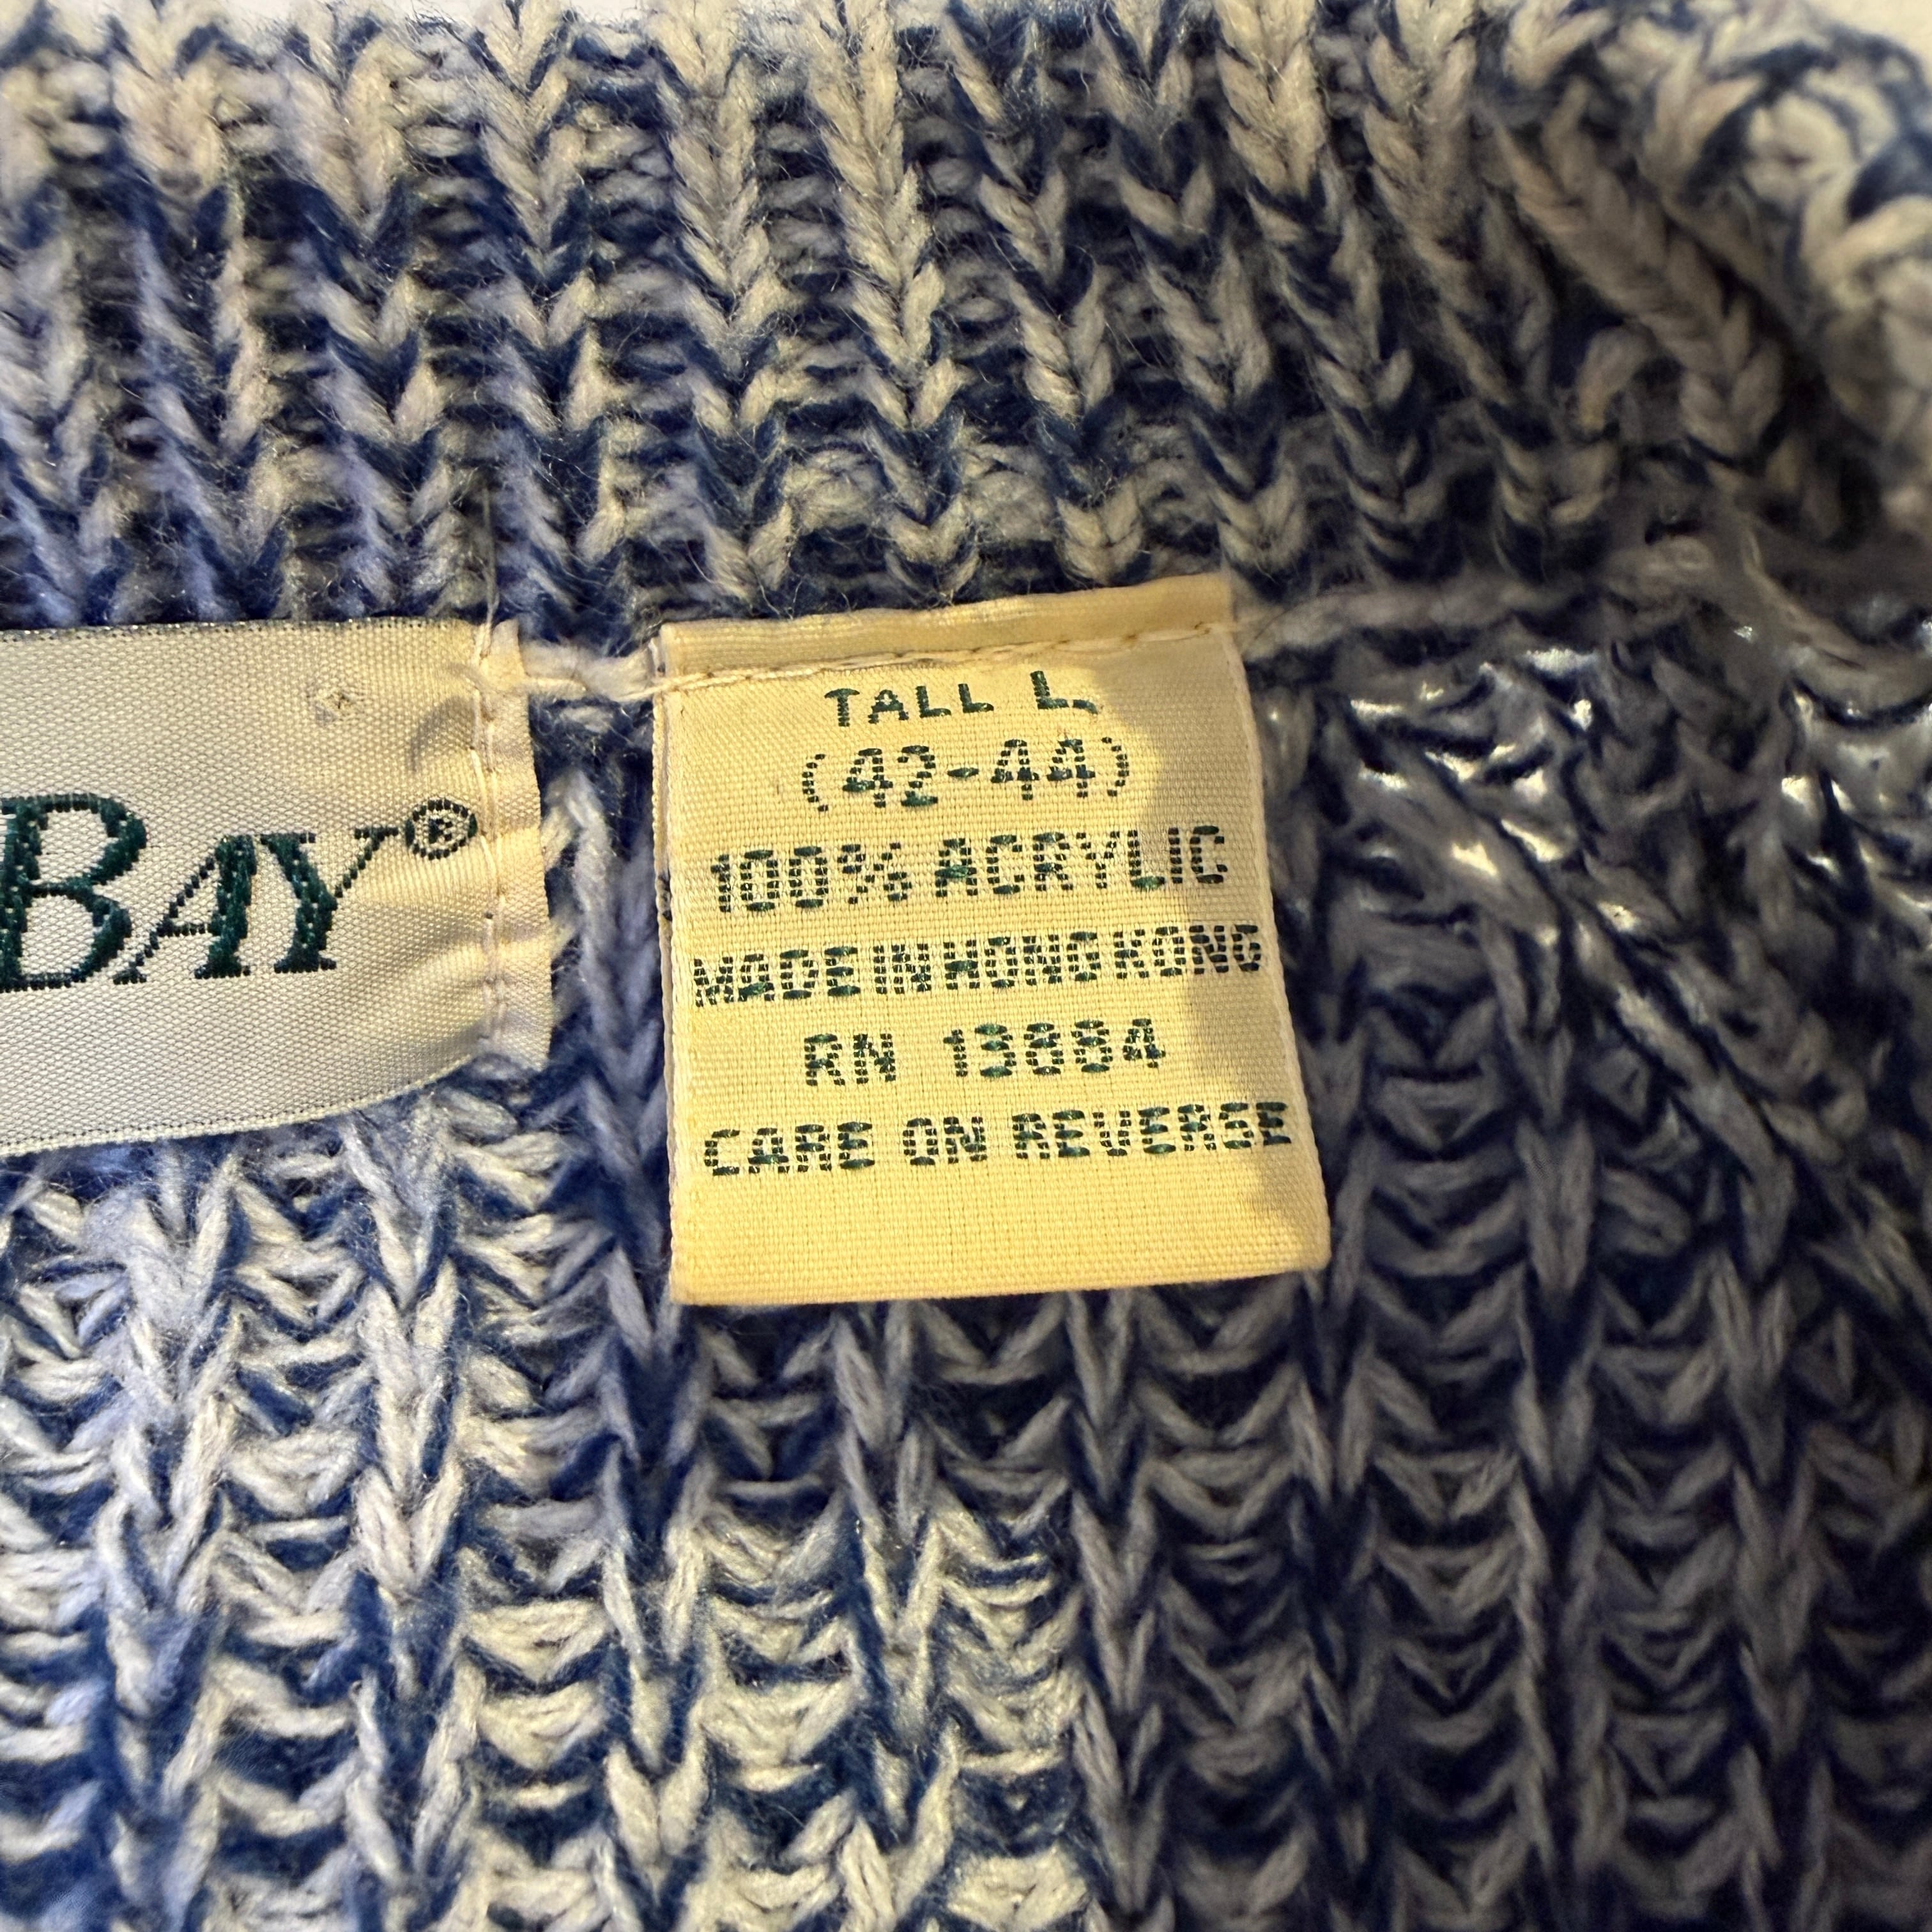 BAY®
TALL L.
(42-44)
100% ACRYLIC
MADE IN HONG KONG
RN 13884
CARE ON REVERSE